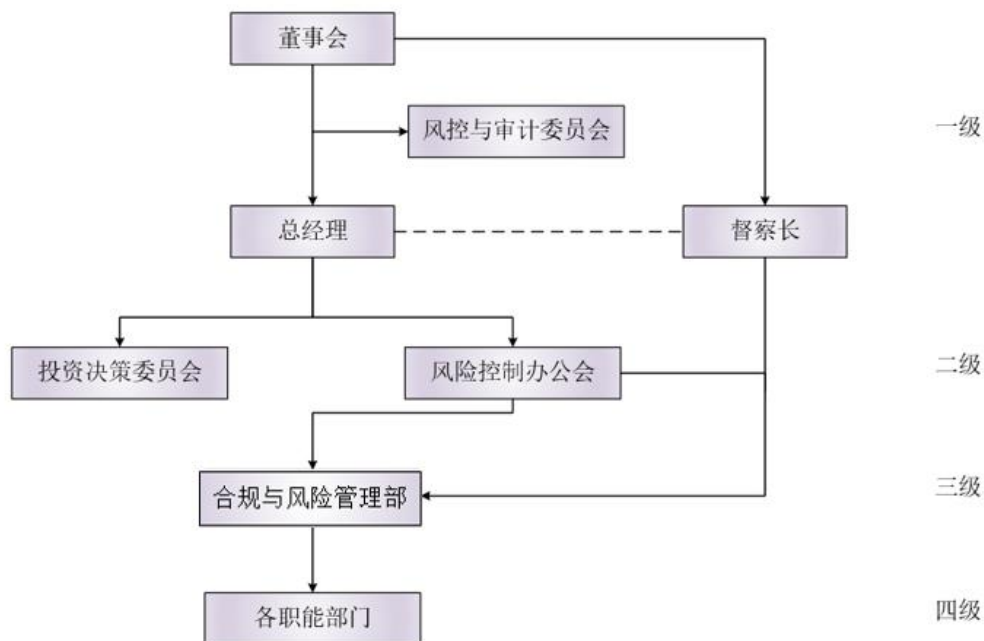 董事会
风控与审计委员会
一级
总经理
督察长
投资决策委员会
风险控制办公会
二级
合规与风险管理部
三级
各职能部门
四级